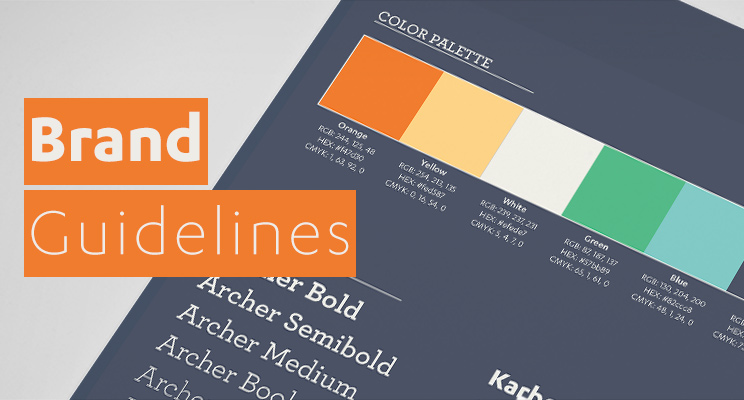 Brand
Guidelines
COLOR PALETTE
Orange
RGB: 244, 125, 48
HEX: #f47d30
CMYK: 1, 63, 92, 0
Yellow
RGB: 254, 213, 135
HEX: #fed587
CMYK: 0, 16, 54, 0
White
RGB: 239, 237, 231
HEX: #efede7
CMYK: 5, 4, 7, 0
Green
RGB: 87, 187, 137
HEX: #57bb89
CMYK: 65, 1, 61, 0
Blue
RGB: 130, 204, 200
HEX: #82ccc8
CMYK: 48, 1, 24, 0
Bold
Archer Semibold
Archer Medium
Archer Book